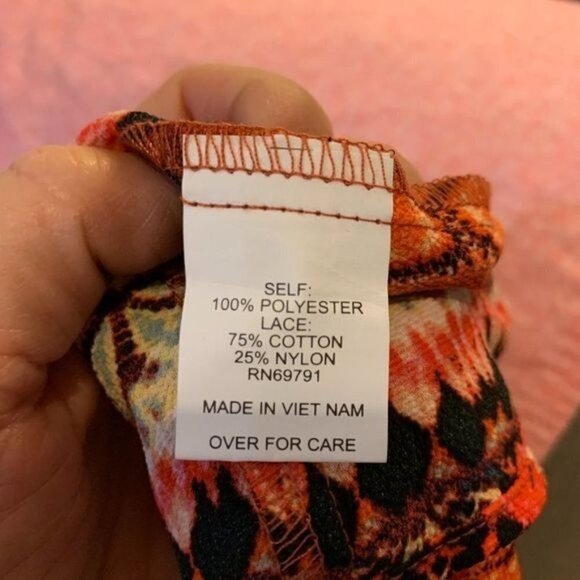 SELF:
100% POLYESTER
LACE:
75% COTTON
25% NYLON
RN69791
MADE IN VIET NAM
OVER FOR CARE